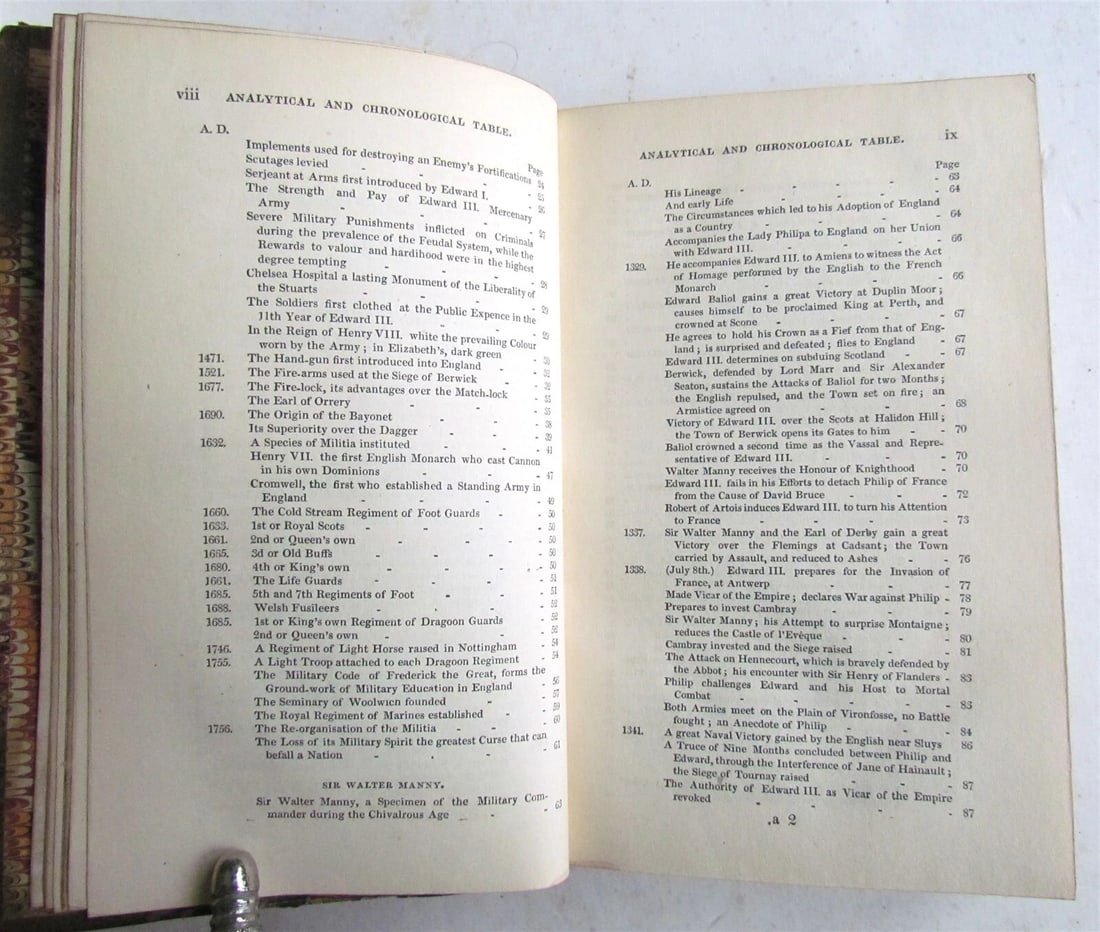 viii ANALYTICAL AND CHRONOLOGICAL TABLE.
A. D.
Page
Implements used for destroying an Enemy's Fortifications 24
Scutages levied - - - - 25
Serjeant at Arms first introduced by Edward I. - - 26
The Strength and Pay of Edward III. Mercenary
Army - - - - - 27
Severe Military Punishments inflicted on Criminals
during the prevalence of the Feudal System, while the
Rewards to valour and hardihood were in the highest
degree tempting - - - - 28
Chelsea Hospital a lasting Monument of the Liberality of
the Stuarts - - - - 29
The Soldiers first clothed at the Public Expence in the
11th Year of Edward III. - - - 29
In the Reign of Henry VIII. white the prevailing Colour
worn by the Army; in Elizabeth's, dark green
1471. The Hand-gun first introduced into England - - 30
1521. The Fire-arms used at the Siege of Berwick - - 32
1677. The Fire-lock, its advantages over the Match-lock - 32
The Earl of Orrery - - - - 35
1690. The Origin of the Bayonet - - - 38
Its Superiority over the Dagger - - - 39
1632. A Species of Militia instituted - - - 41
Henry VII. the first English Monarch who cast Cannon
in his own Dominions - - - - 47
Cromwell, the first who established a Standing Army in
England - - - - - 49
1660. The Cold Stream Regiment of Foot Guards - - 50
1633. 1st or Royal Scots - - - - 50
1661. 2nd or Queen's own - - - - 50
1665. 3d or Old Buffs - - - - 50
1680. 4th or King's own - - - - 50
1661. The Life Guards - - - - 51
1685. 5th and 7th Regiments of Foot - - - 51
1688. Welsh Fusileers - - - - 52
1685. 1st or King's own Regiment of Dragoon Guards - 52
2nd or Queen's own - - - - 52
1746. A Regiment of Light Horse raised in Nottingham - 54
1755. A Light Troop attached to each Dragoon Regiment - 54
The Military Code of Frederick the Great, forms the
Ground-work of Military Education in England - 56
The Seminary of Woolwich founded - - 57
The Royal Regiment of Marines established - - 59
1756. The Re-organisation of the Militia - - - 60
The Loss of its Military Spirit the greatest Curse that can
befall a Nation - - - - 61
SIR WALTER MANNY.
Sir Walter Manny, a Specimen of the Military Com-
mander during the Chivalrous Age - - 63
ANALYTICAL AND CHRONOLOGICAL TABLE. ix
A. D. Page
His Lineage - - - - - 63
And early Life - - - - - 64
The Circumstances which led to his Adoption of England
as a Country - - - - - 64
Accompanies the Lady Philipa to England on her Union
with Edward III. - - - - 66
1329. He accompanies Edward III. to Amiens to witness the Act
of Homage performed by the English to the French
Monarch - - - - - 66
Edward Baliol gains a great Victory at Duplin Moor;
causes himself to be proclaimed King at Perth, and
crowned at Scone - - - - 67
He agrees to hold his Crown as a Fief from that of Eng-
land; is surprised and defeated; flies to England - 67
Edward III. determines on subduing Scotland - - 67
Berwick, defended by Lord Marr and Sir Alexander
Seaton, sustains the Attacks of Baliol for two Months;
the English repulsed, and the Town set on fire; an
Armistice agreed on - - - - 68
Victory of Edward III. over the Scots at Halidon Hill;
the Town of Berwick opens its Gates to him - - 70
Baliol crowned a second time as the Vassal and Repre-
sentative of Edward III. - - - - 70
Walter Manny receives the Honour of Knighthood - 70
Edward III. fails in his Efforts to detach Philip of France
from the Cause of David Bruce - - - 72
Robert of Artois induces Edward III. to turn his Attention
to France - - - - - 73
1337. Sir Walter Manny and the Earl of Derby gain a great
Victory over the Flemings at Cadsant; the Town
carried by Assault, and reduced to Ashes - - 76
1338. (July 8th.) Edward III. prepares for the Invasion of
France, at Antwerp - - - - 77
Made Vicar of the Empire; declares War against Philip - 78
Prepares to invest Cambray - - - 79
Sir Walter Manny; his Attempt to surprise Montaigne;
reduces the Castle of l'Evèque - - - 80
Cambray invested and the Siege raised - - 81
The Attack on Hennecourt, which is bravely defended by
the Abbot; his encounter with Sir Henry of Flanders - 83
Philip challenges Edward and his Host to Mortal
Combat - - - - - 83
Both Armies meet on the Plain of Vironfosse, no Battle
fought; an Anecdote of Philip - - - 84
1341. A great Naval Victory gained by the English near Sluys 86
A Truce of Nine Months concluded between Philip and
Edward, through the Interference of Jane of Hainault;
the Siege of Tournay raised - - - 87
The Authority of Edward III. as Vicar of the Empire
revoked - - - - - 87
a 2